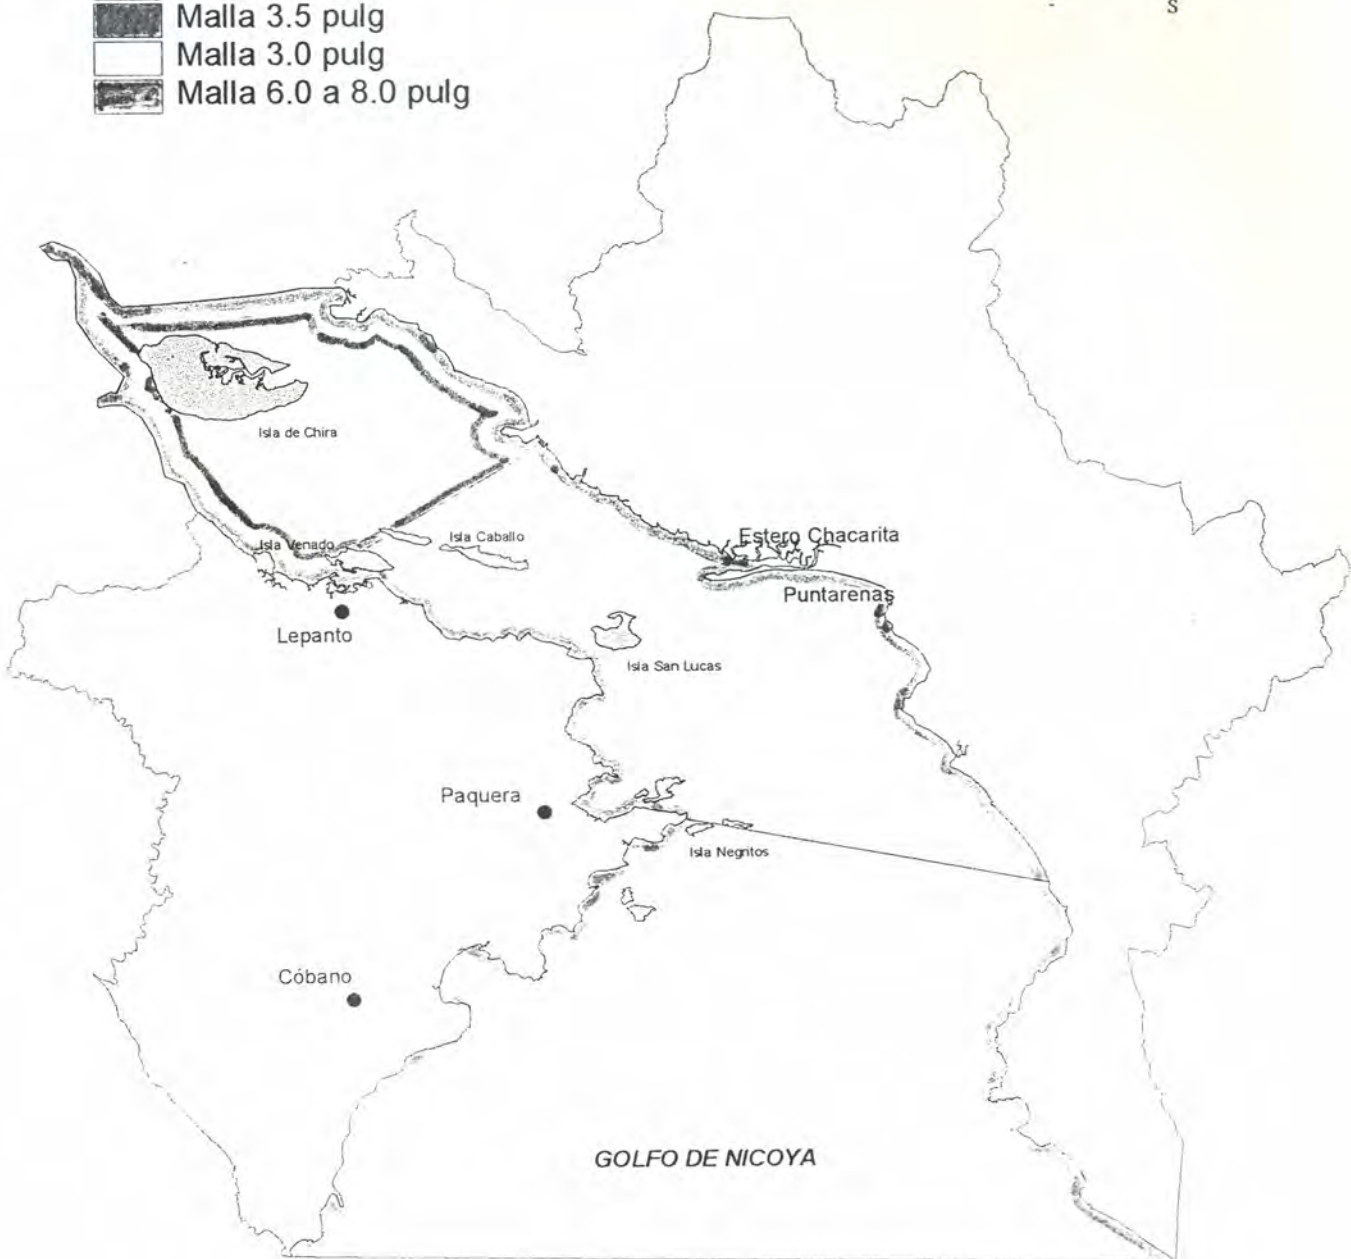 S
Malla 3.5 pulg
Malla 3.0 pulg
Malla 6.0 a 8.0 pulg
Isla de Chira
Isla Venado
Isla Caballo
Estero Chacarita
Puntarenas
Lepanto
Isla San Lucas
Paquera
Isla Negritos
Cóbano
GOLFO DE NICOYA